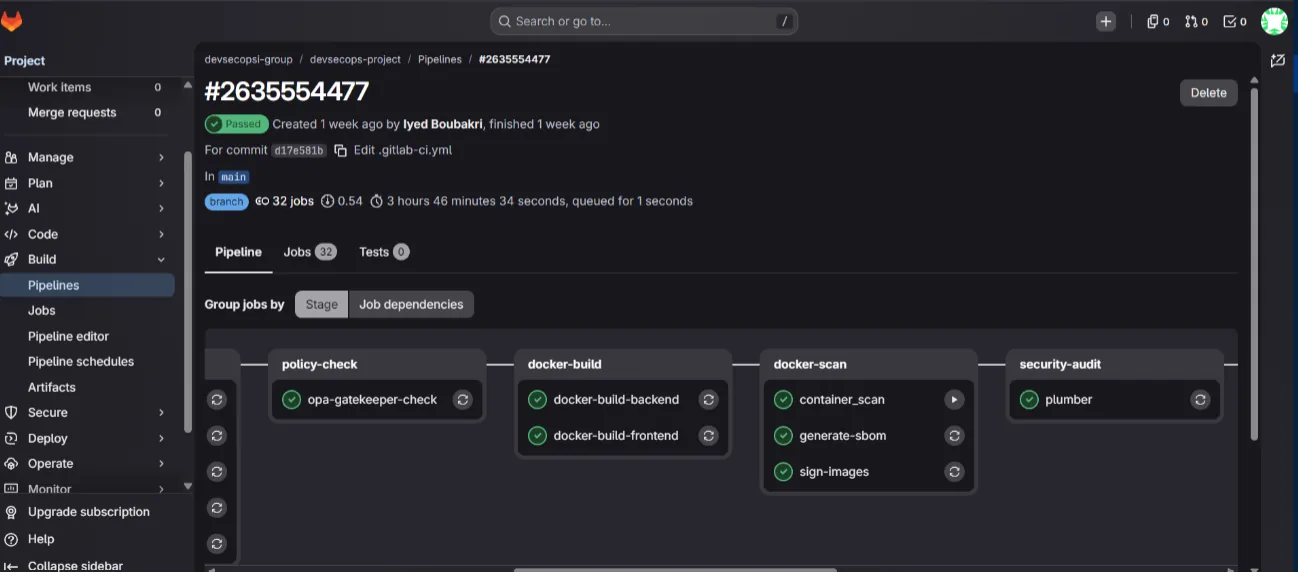 Search or go to...
/
0
0
0
Project
Work items 0
Merge requests 0
Manage
Plan
AI
Code
Build
Pipelines
Jobs
Pipeline editor
Pipeline schedules
Artifacts
Secure
Deploy
Operate
Monitor
Upgrade subscription
Help
Collapse sidebar
devsecopsi-group / devsecops-project / Pipelines / #2635554477
#2635554477
Delete
Passed Created 1 week ago by Iyed Boubakri, finished 1 week ago
For commit d17e581b Edit .gitlab-ci.yml
In main
branch 32 jobs 0.54 3 hours 46 minutes 34 seconds, queued for 1 seconds
Pipeline Jobs 32 Tests 0
Group jobs by Stage Job dependencies
policy-check
opa-gatekeeper-check
docker-build
docker-build-backend
docker-build-frontend
docker-scan
container_scan
generate-sbom
sign-images
security-audit
plumber